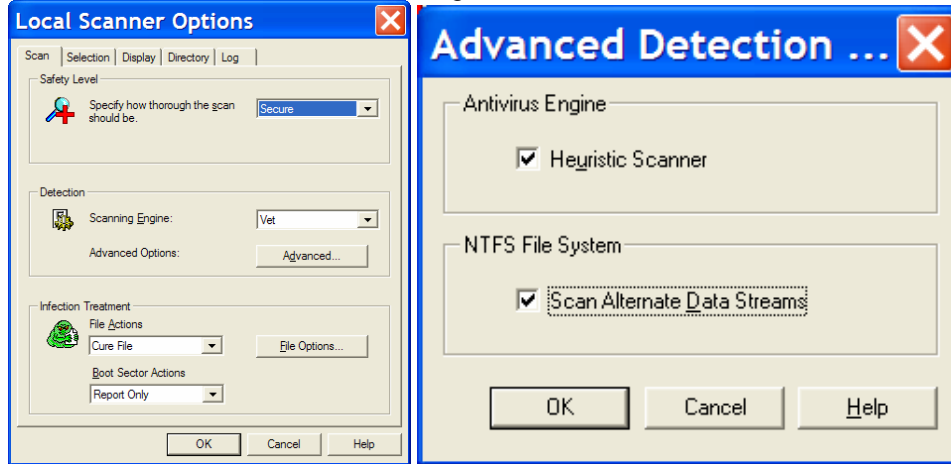 Local Scanner Options
Scan Selection Display Directory Log
Safety Level
Specify how thorough the scan
should be.
Secure
Detection
Scanning Engine:
Vet
Advanced Options:
Advanced...
Infection Treatment
File Actions
Cure File
File Options...
Boot Sector Actions
Report Only
OK Cancel Help
Advanced Detection ...
Antivirus Engine
Heuristic Scanner
NTFS File System
Scan Alternate Data Streams
OK Cancel Help